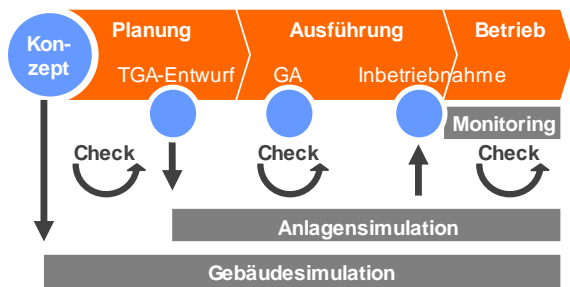 Kon-
zept
Planung
Ausführung
Betrieb
TGA-Entwurf
GA
Inbetriebnahme
Monitoring
Check
Check
Check
Anlagensimulation
Gebäudesimulation